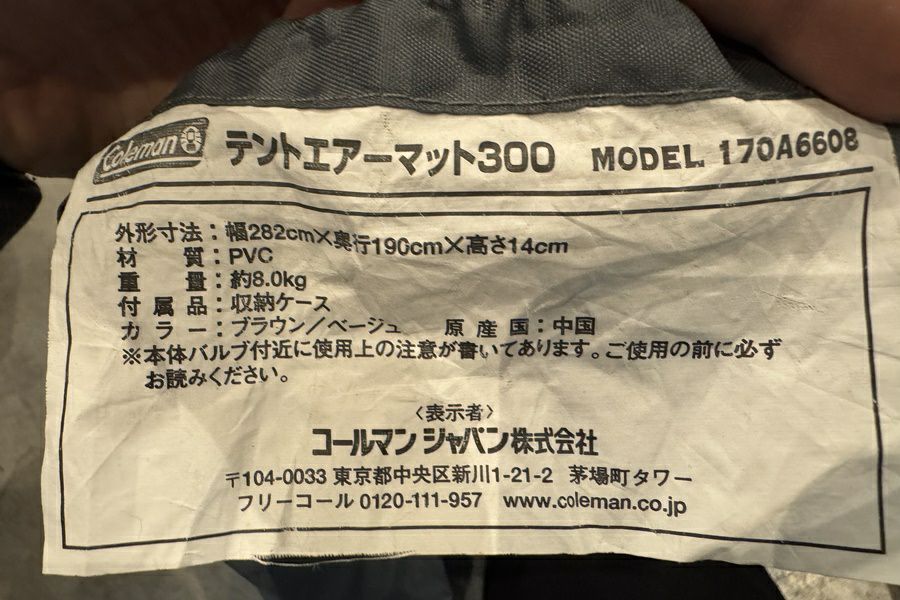 Coleman テントエアーマット300 MODEL. 170A6608
外形寸法：幅282cm×奥行190cm×高さ14cm
材質：PVC
重量：約8.0kg
付属品：収納ケース
カラー：ブラウン／ベージュ 原産国：中国
※本体バルブ付近に使用上の注意が書いてあります。ご使用の前に必ず
お読みください。
〈表示者〉
コールマン ジャパン株式会社
〒104-0033 東京都中央区新川1-21-2 茅場町タワー
フリーコール 0120-111-957 www.coleman.co.jp